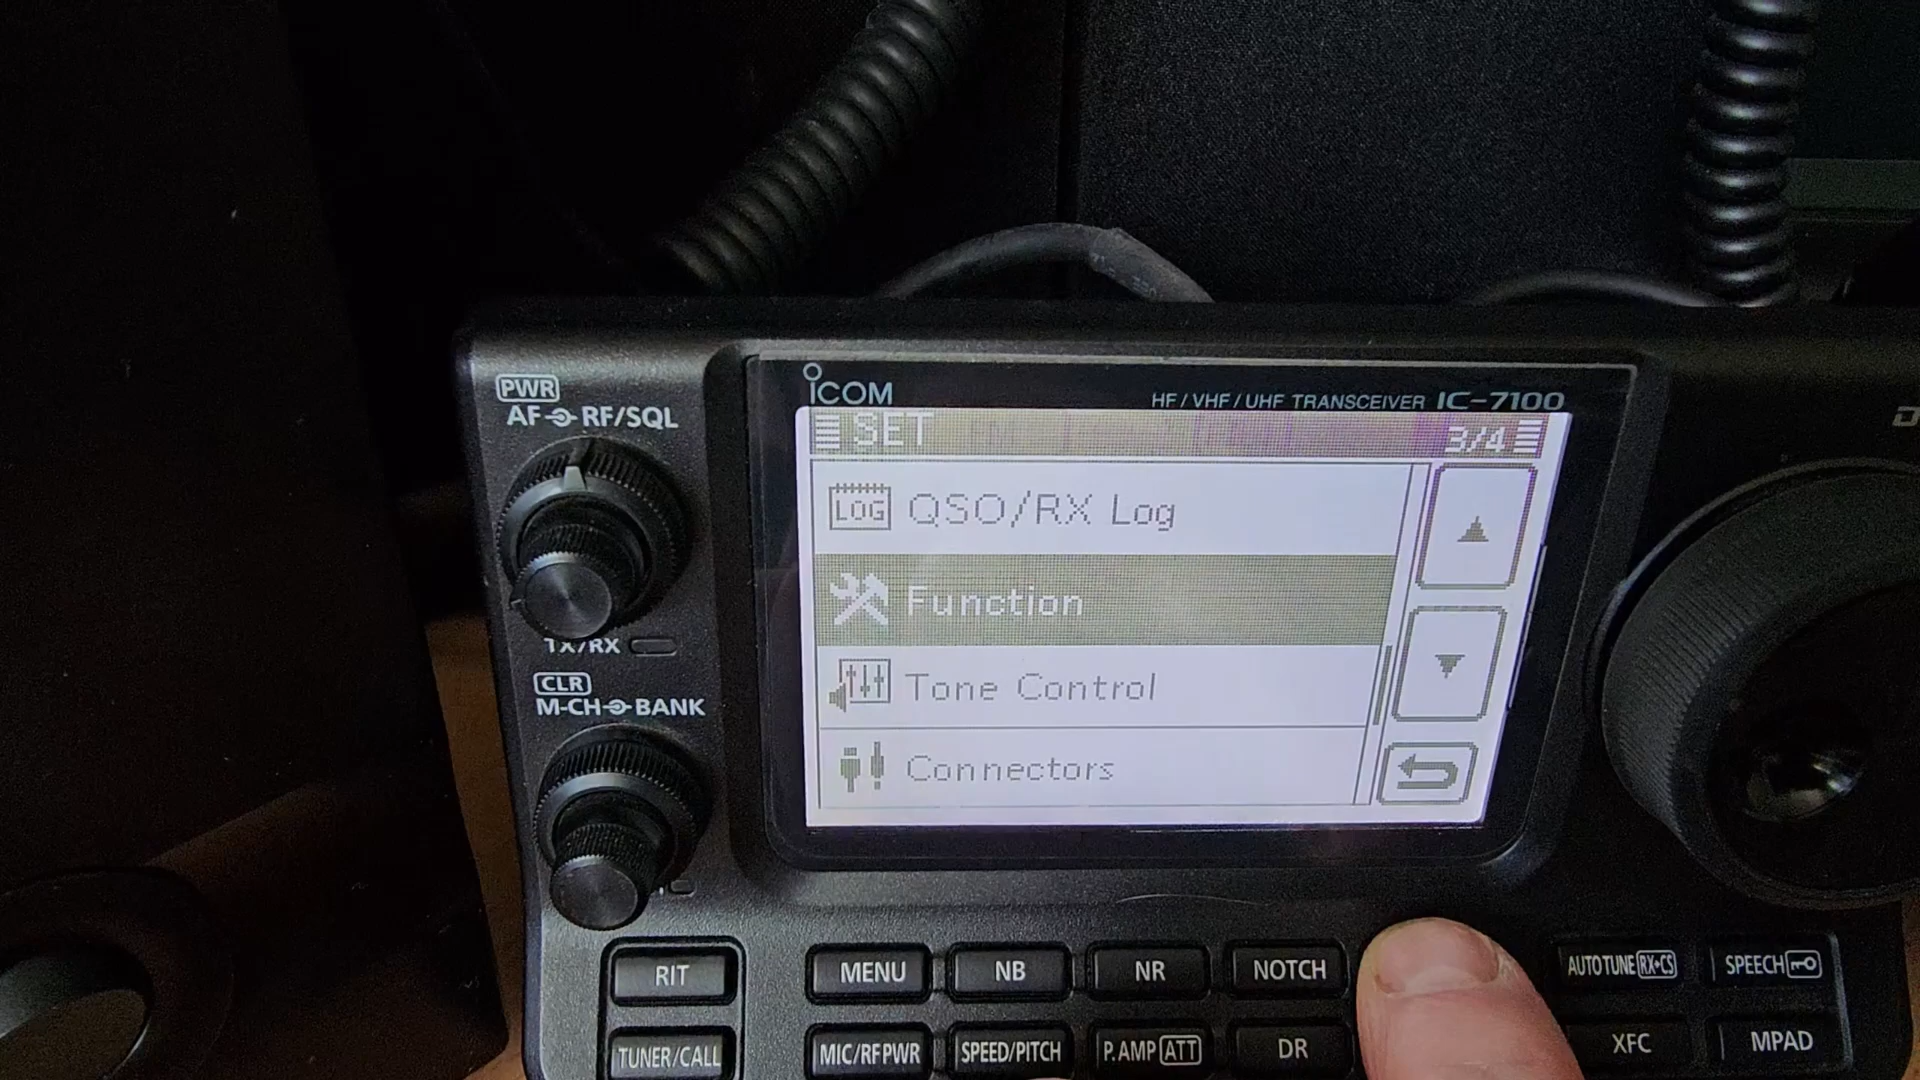 PWR
AF RF/SQL
TX/RX
CLR
M-CH BANK
ICOM
HF/VHF/UHF TRANSCEIVER IC-7100
SET
3/4
LOG QSO/RX Log
Function
Tone Control
Connectors
RIT
MENU
NB
NR
NOTCH
AUTOTUNE RX→CS
SPEECH
TUNER/CALL
MIC/RFPWR
SPEED/PITCH
P.AMP ATT
DR
XFC
MPAD